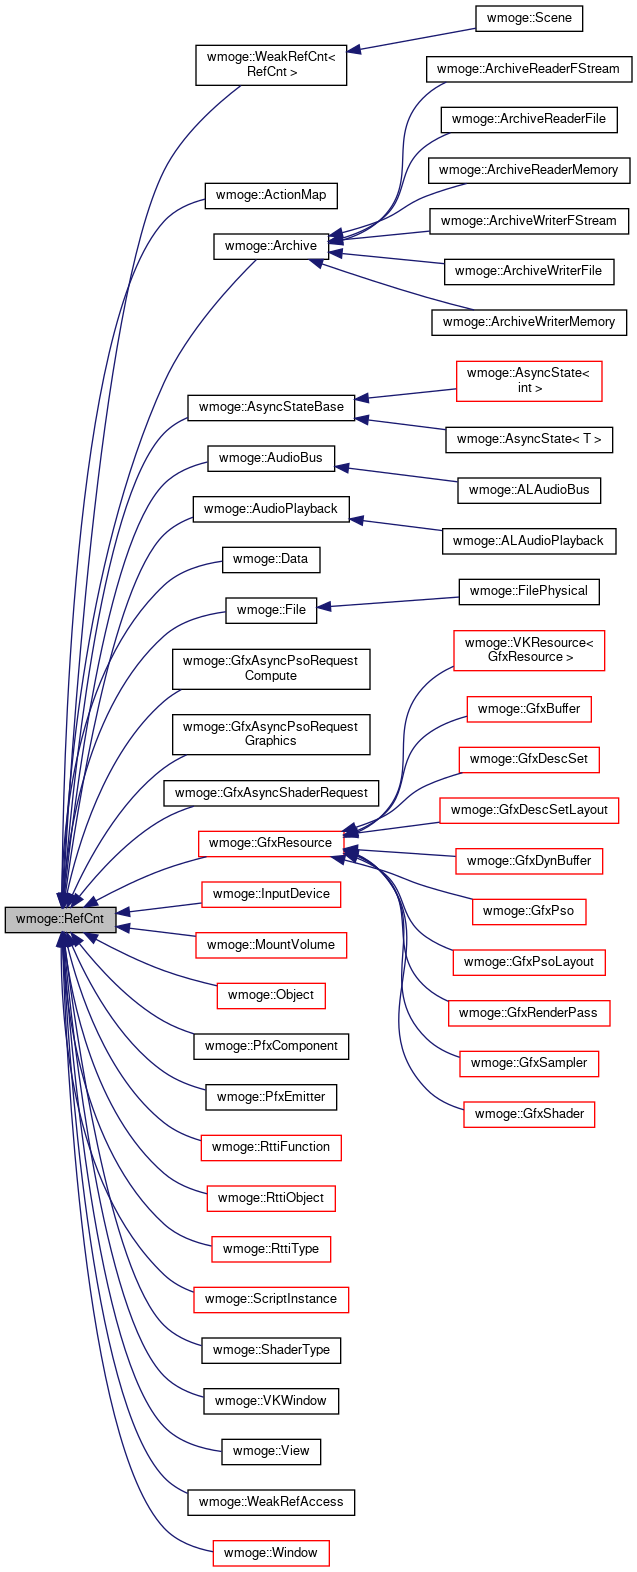 wmoge::Scene
wmoge::WeakRefCnt<
RefCnt >
wmoge::ArchiveReaderFStream
wmoge::ArchiveReaderFile
wmoge::ArchiveReaderMemory
wmoge::ActionMap
wmoge::ArchiveWriterFStream
wmoge::Archive
wmoge::ArchiveWriterFile
wmoge::ArchiveWriterMemory
wmoge::AsyncState<
int >
wmoge::AsyncStateBase
wmoge::AsyncState< T >
wmoge::AudioBus
wmoge::ALAudioBus
wmoge::AudioPlayback
wmoge::ALAudioPlayback
wmoge::Data
wmoge::FilePhysical
wmoge::File
wmoge::VKResource<
GfxResource >
wmoge::GfxAsyncPsoRequest
Compute
wmoge::GfxBuffer
wmoge::GfxAsyncPsoRequest
Graphics
wmoge::GfxDescSet
wmoge::GfxAsyncShaderRequest
wmoge::GfxDescSetLayout
wmoge::GfxResource
wmoge::GfxDynBuffer
wmoge::InputDevice
wmoge::GfxPso
wmoge::RefCnt
wmoge::MountVolume
wmoge::GfxPsoLayout
wmoge::Object
wmoge::GfxRenderPass
wmoge::PfxComponent
wmoge::GfxSampler
wmoge::PfxEmitter
wmoge::GfxShader
wmoge::RttiFunction
wmoge::RttiObject
wmoge::RttiType
wmoge::ScriptInstance
wmoge::ShaderType
wmoge::VKWindow
wmoge::View
wmoge::WeakRefAccess
wmoge::Window